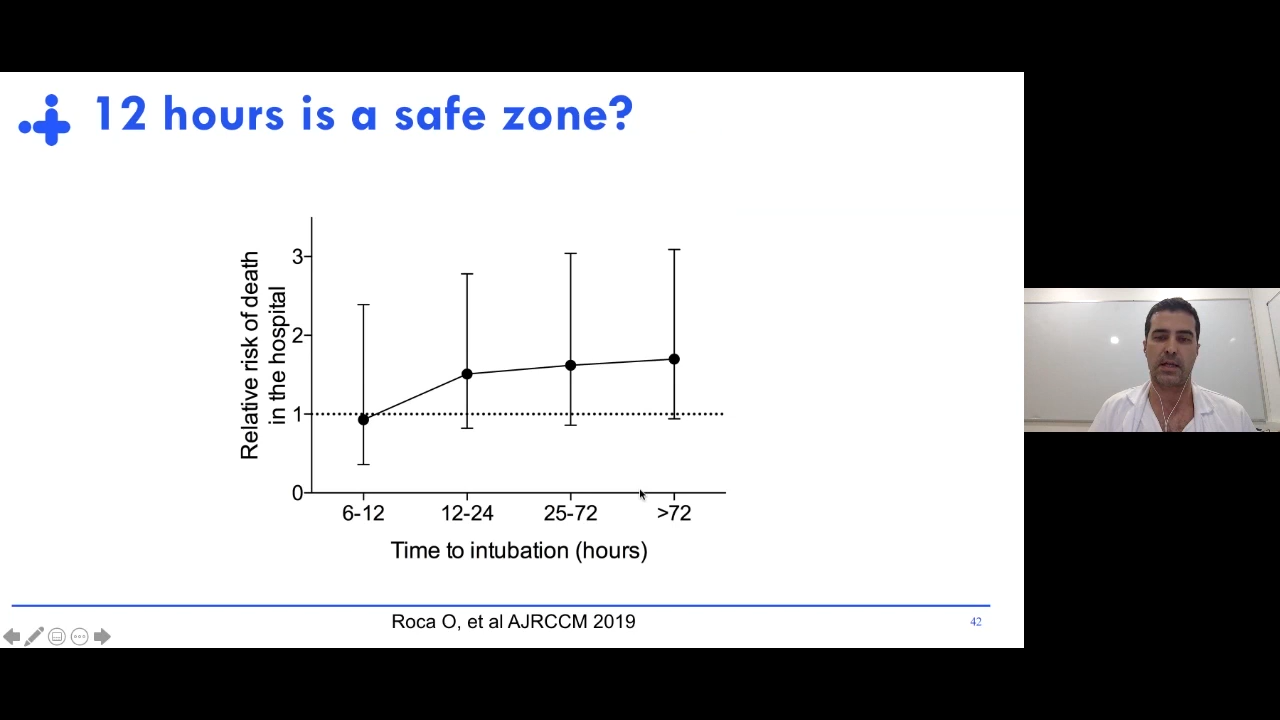 12 hours is a safe zone?
Relative risk of death
in the hospital
3
2
1
0
6-12
12-24
25-72
>72
Time to intubation (hours)
Roca O, et al AJRCCM 2019
42